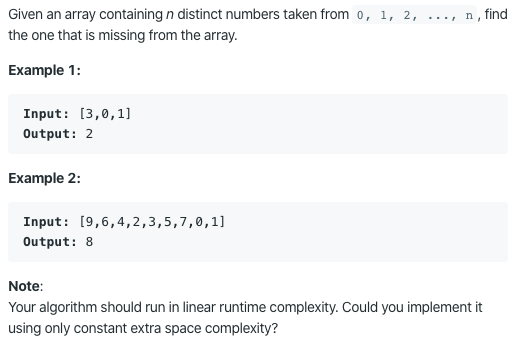 Given an array containing n distinct numbers taken from 0, 1, 2, ..., n, find
the one that is missing from the array.
Example 1:
Input: [3,0,1]
Output: 2
Example 2:
Input: [9,6,4,2,3,5,7,0,1]
Output: 8
Note:
Your algorithm should run in linear runtime complexity. Could you implement it
using only constant extra space complexity?